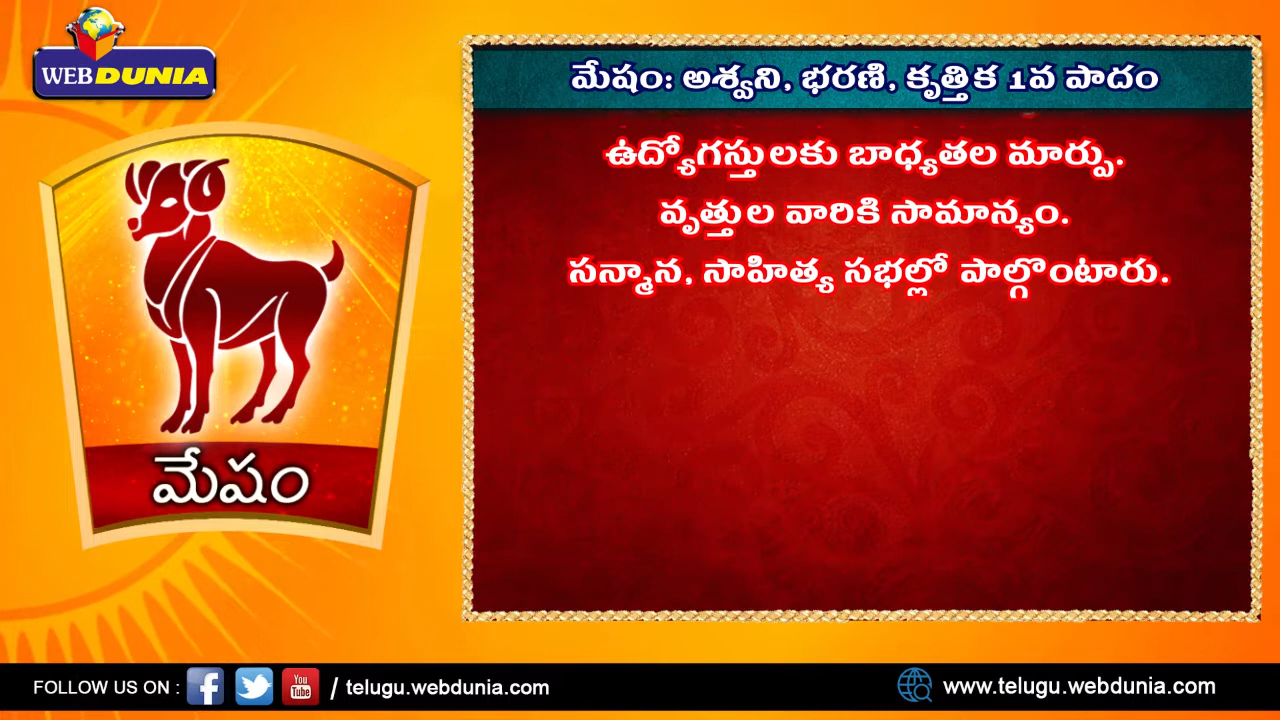 WEBDUNIA
మేషం: అశ్వని, భరణి, కృత్తిక 1వ పాదం
ఉద్యోగస్తులకు బాధ్యతల మార్పు.
వృత్తుల వారికి సామాన్యం.
సన్మాన, సాహిత్య సభల్లో పాల్గొంటారు.
మేషం
FOLLOW US ON : f You Tube / telugu.webdunia.com
www.telugu.webdunia.com